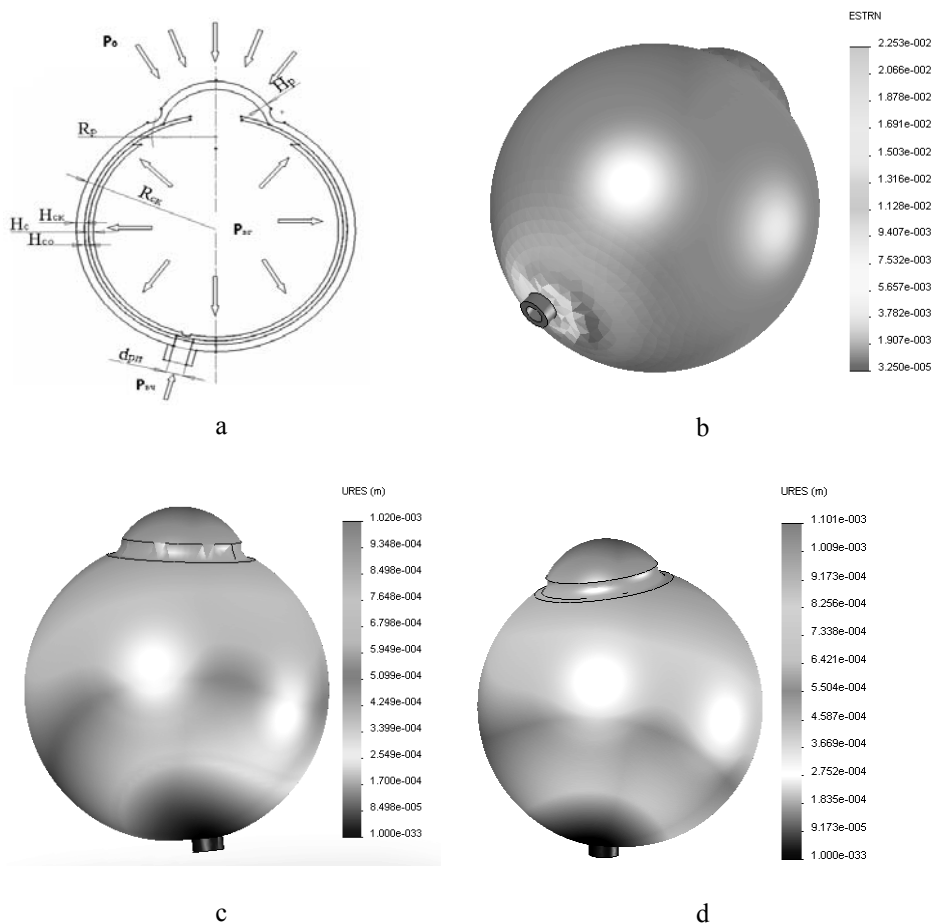 P₀
Hₚ
Rₚ
Rск
Hск
Hс
Hсо
Pвг
dрп
Pвч
a
ESTRN
2.253e-002
2.066e-002
1.878e-002
1.691e-002
1.503e-002
1.316e-002
1.128e-002
9.407e-003
7.532e-003
5.657e-003
3.782e-003
1.907e-003
3.250e-005
b
URES (m)
1.020e-003
9.348e-004
8.498e-004
7.648e-004
6.798e-004
5.949e-004
5.099e-004
4.249e-004
3.399e-004
2.549e-004
1.700e-004
8.498e-005
1.000e-033
c
URES (m)
1.101e-003
1.009e-003
9.173e-004
8.256e-004
7.338e-004
6.421e-004
5.504e-004
4.587e-004
3.669e-004
2.752e-004
1.835e-004
9.173e-005
1.000e-033
d